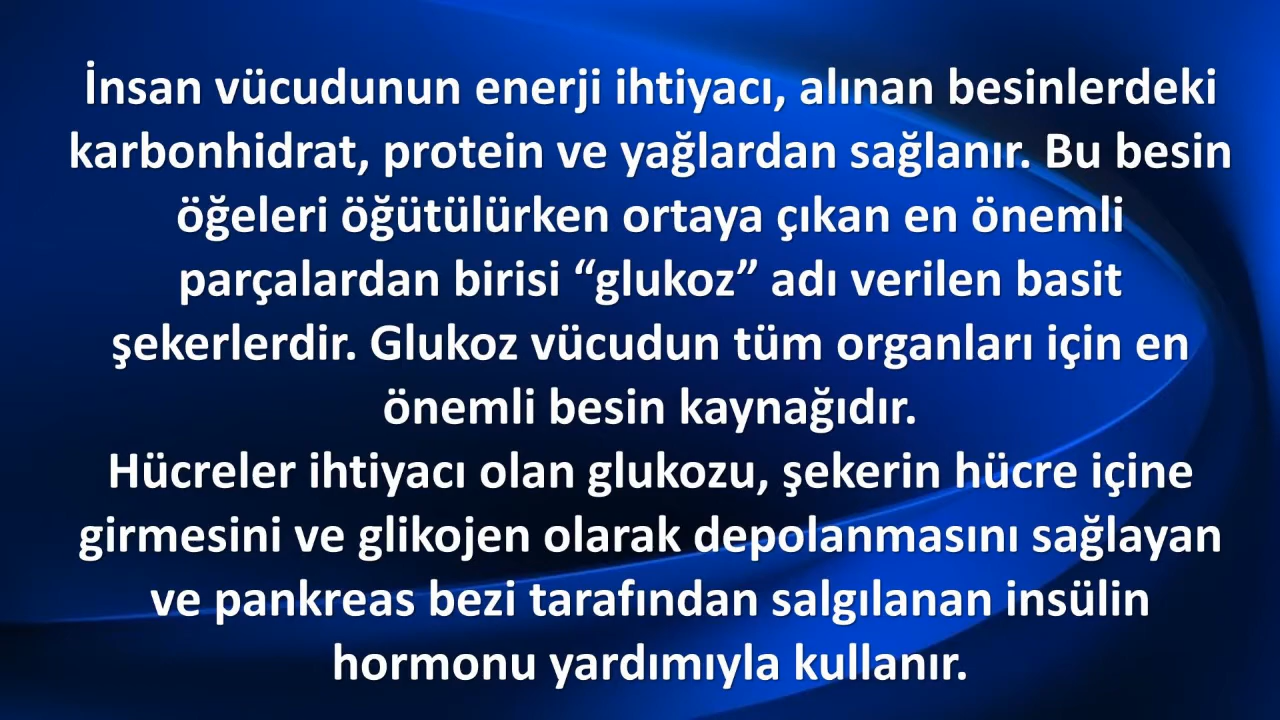 İnsan vücudunun enerji ihtiyacı, alınan besinlerdeki
karbonhidrat, protein ve yağlardan sağlanır. Bu besin
öğeleri öğütülürken ortaya çıkan en önemli
parçalardan birisi “glukoz” adı verilen basit
şekerlerdir. Glukoz vücudun tüm organları için en
önemli besin kaynağıdır.
Hücreler ihtiyacı olan glukozu, şekerin hücre içine
girmesini ve glikojen olarak depolanmasını sağlayan
ve pankreas bezi tarafından salgılanan insülin
hormonu yardımıyla kullanır.